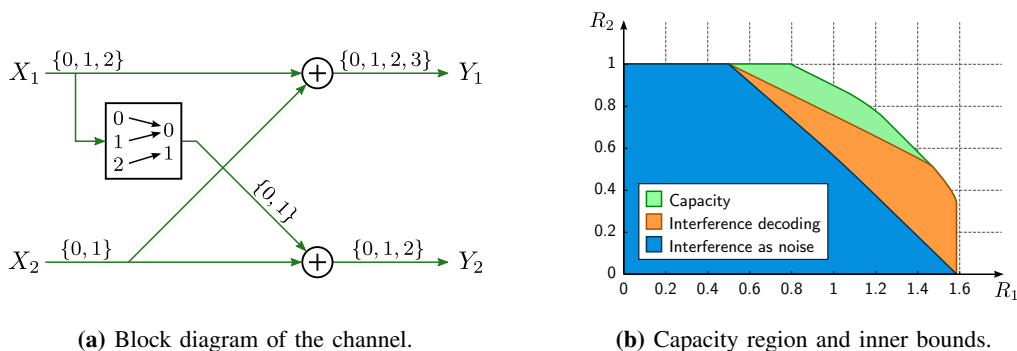 X1 {0, 1, 2} {0, 1, 2, 3} Y1
0 0
1 1
2
{0, 1}
X2 {0, 1} {0, 1, 2} Y2
(a) Block diagram of the channel.
R2
1
0.8
0.6
0.4
0.2
0
Capacity
Interference decoding
Interference as noise
0 0.2 0.4 0.6 0.8 1 1.2 1.4 1.6 R1
(b) Capacity region and inner bounds.